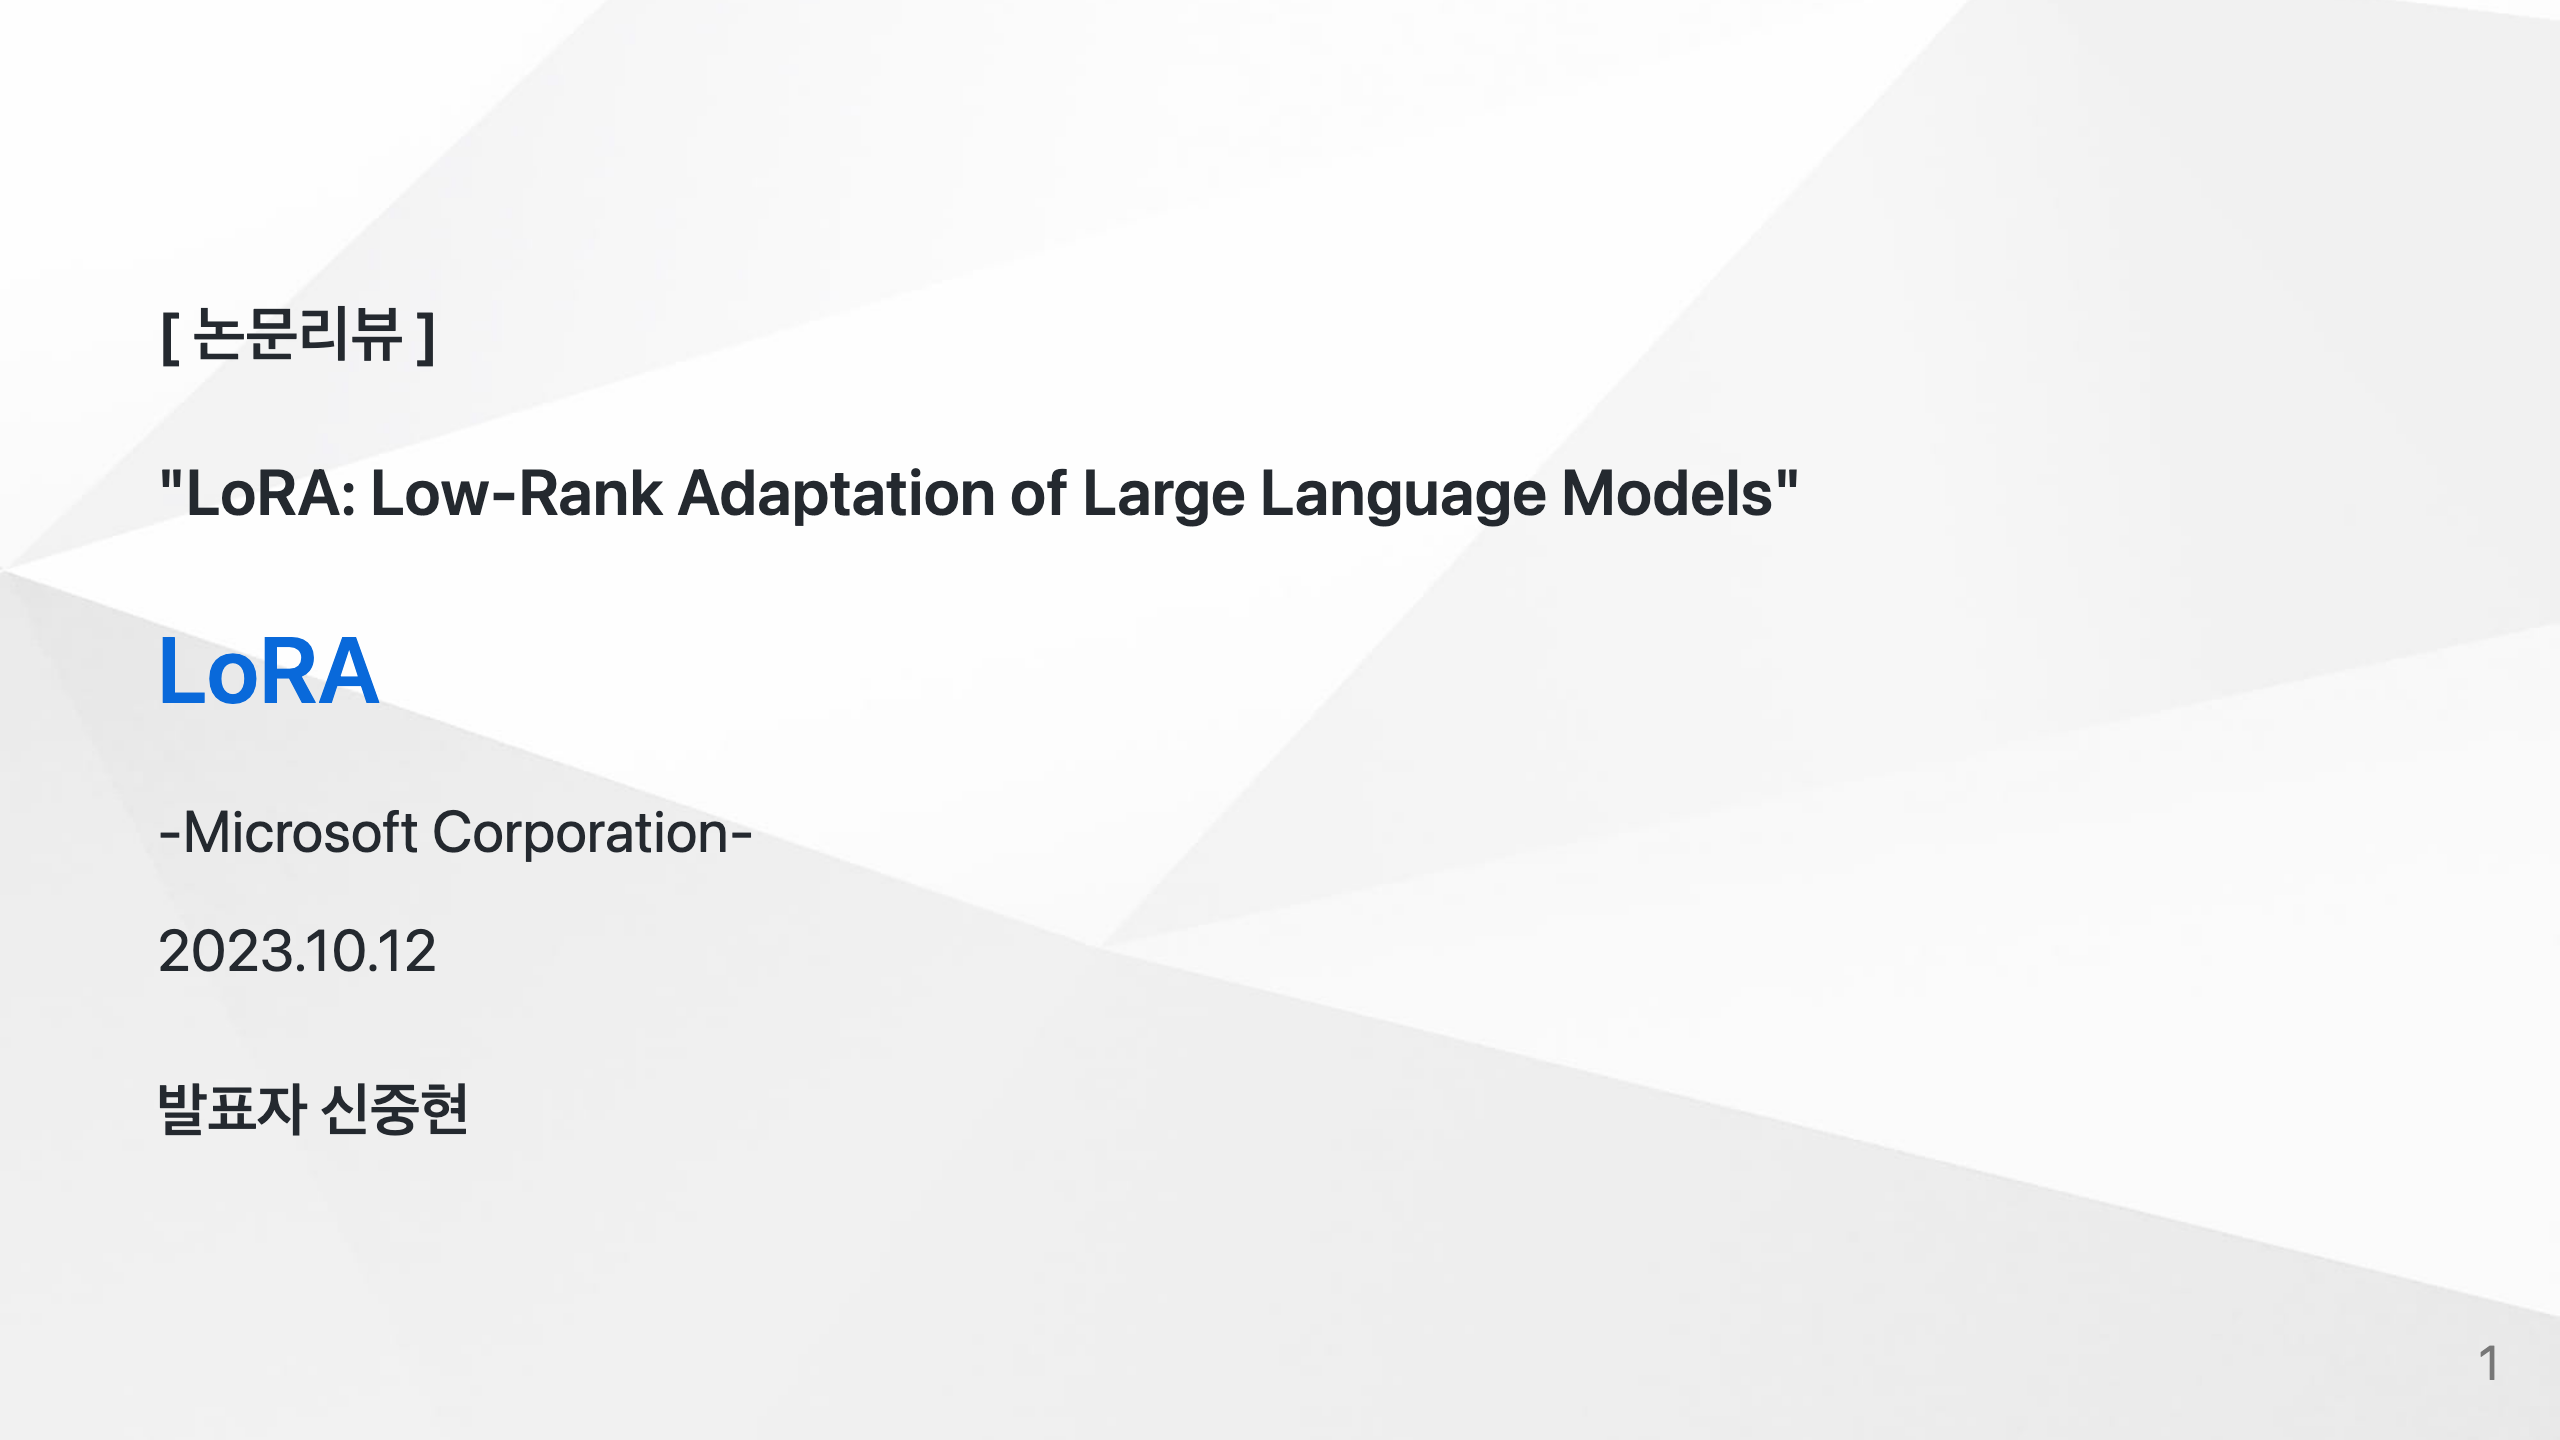 [ 논문리뷰 ]
"LoRA: Low-Rank Adaptation of Large Language Models"
LoRA
-Microsoft Corporation-
2023.10.12
발표자 신중현
1